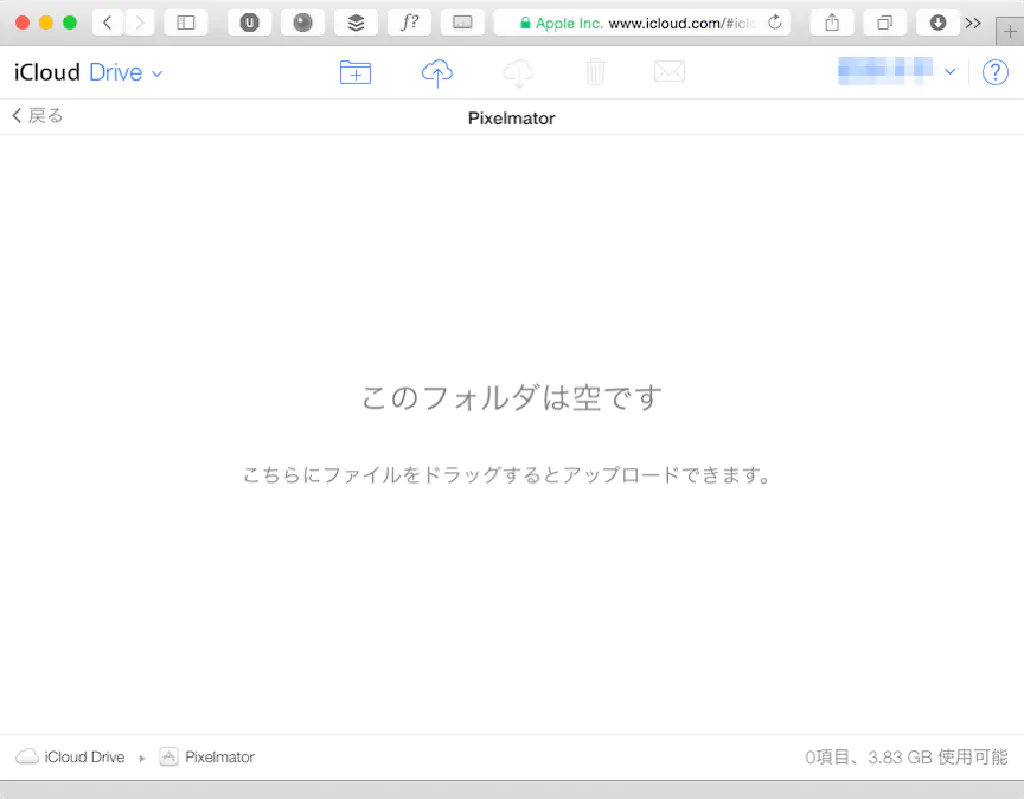 Apple Inc. www.icloud.com/#iclo
iCloud Drive
戻る
Pixelmator
このフォルダは空です
こちらにファイルをドラッグするとアップロードできます。
iCloud Drive ▸ Pixelmator
0項目、3.83 GB 使用可能